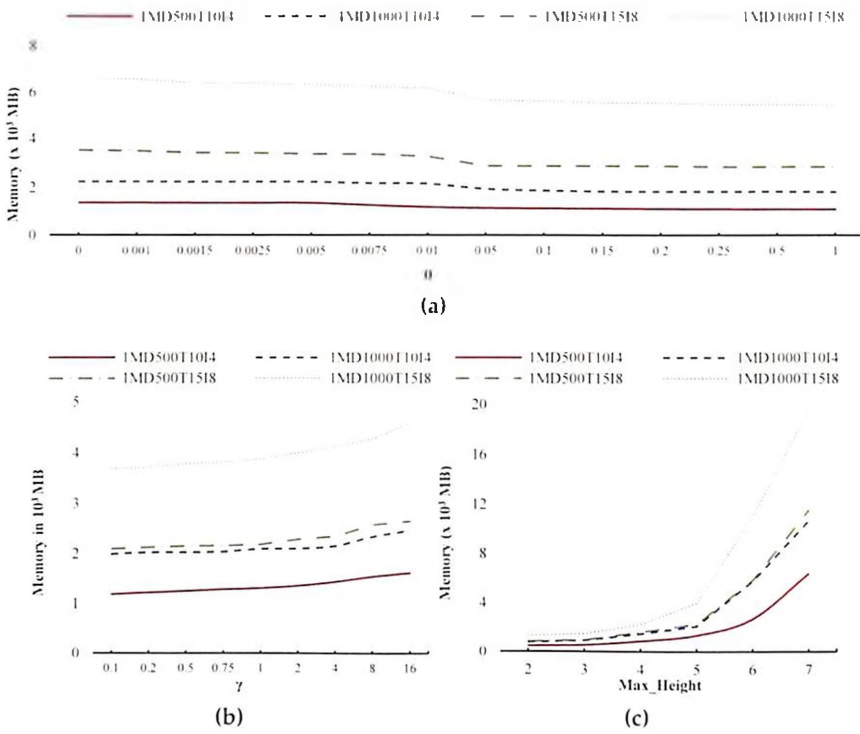 1MD500T10I4 1MD1000T10I4 1MD500T15I8 1MD1000T15I8
8
6
4
2
0
Memory (x 10³ MB)
0 0.001 0.0015 0.0025 0.005 0.0075 0.01 0.05 0.1 0.15 0.2 0.25 0.5 1
θ
(a)
1MD500T10I4 1MD1000T10I4
1MD500T15I8 1MD1000T15I8
5
4
3
2
1
0
Memory in 10³ MB
0.1 0.2 0.5 0.75 1 2 4 8 16
γ
(b)
1MD500T10I4 1MD1000T10I4
1MD500T15I8 1MD1000T15I8
20
16
12
8
4
0
Memory (x 10³ MB)
2 3 4 5 6 7
Max_Height
(c)